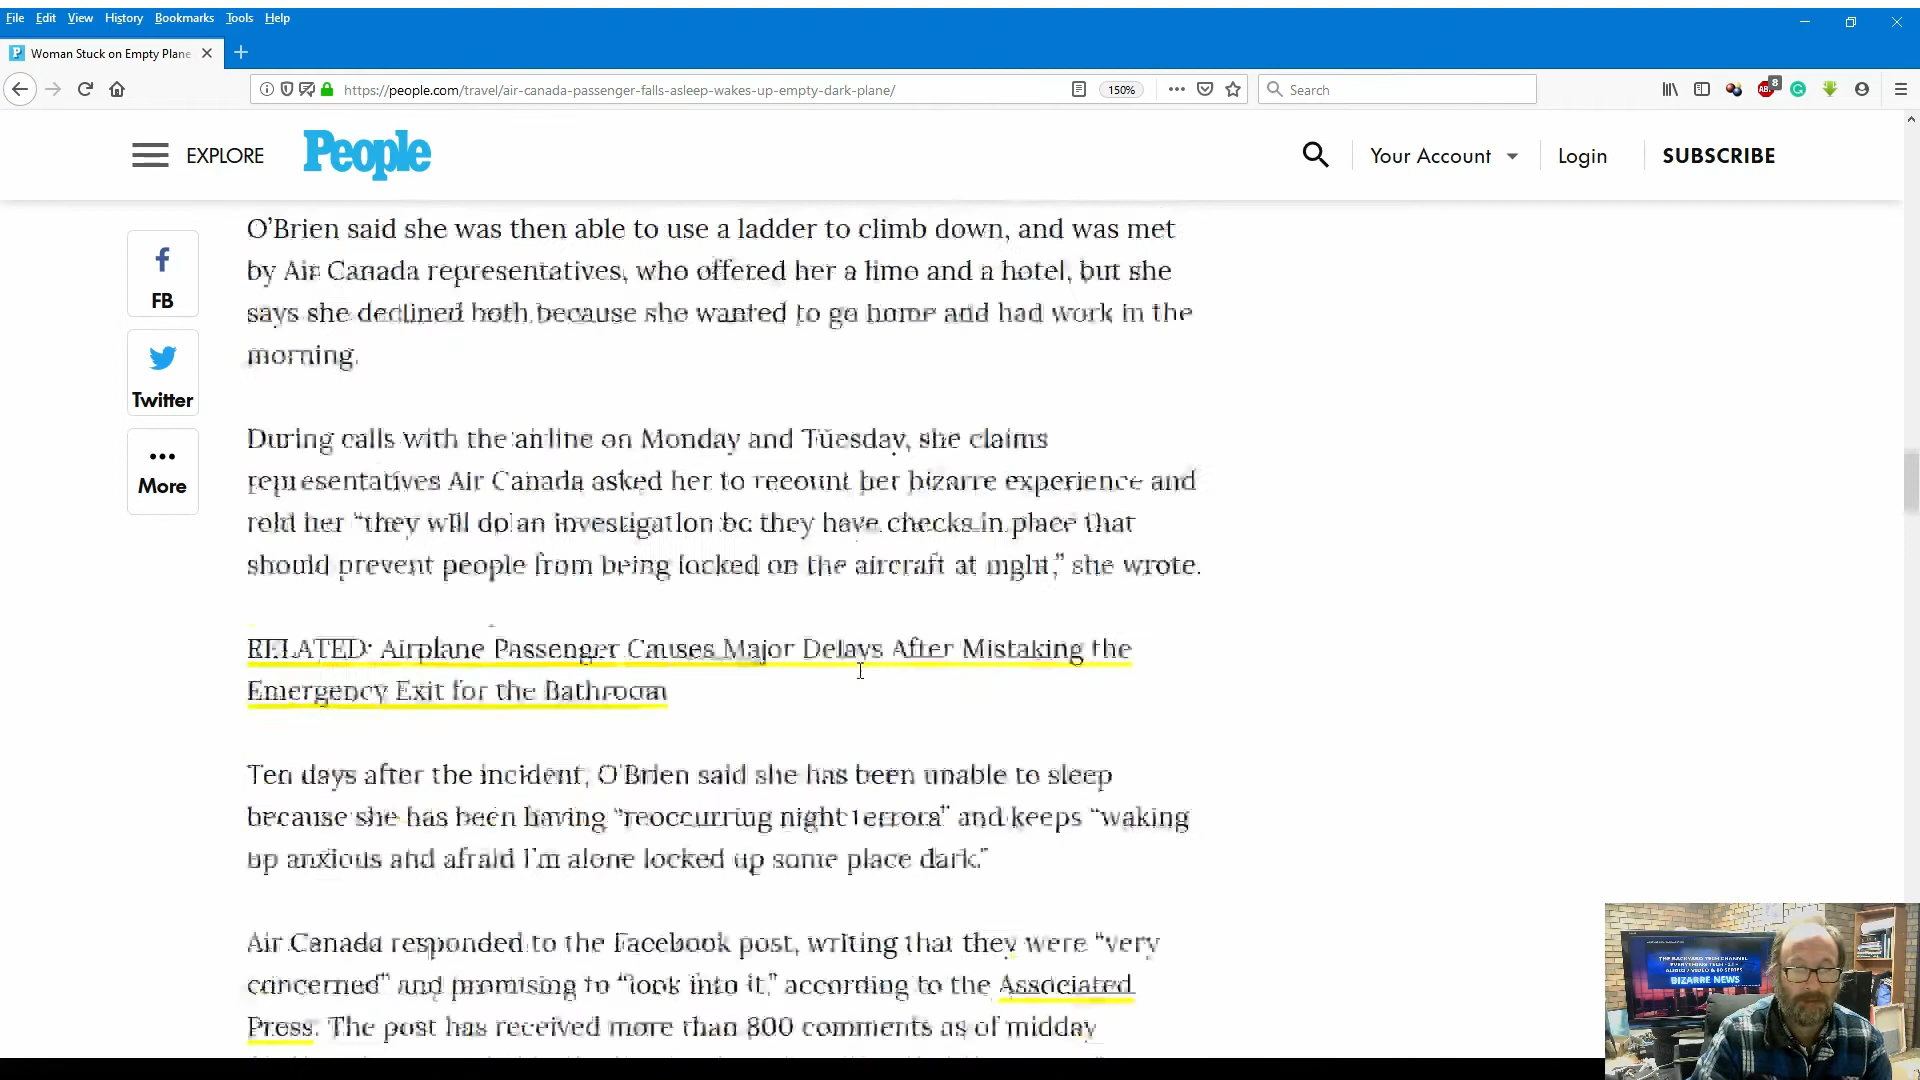 File Edit View History Bookmarks Tools Help
Woman Stuck on Empty Plane
https://people.com/travel/air-canada-passenger-falls-asleep-wakes-up-empty-dark-plane/
150%
Search
8
EXPLORE
People
Your Account
Login
SUBSCRIBE
FB
Twitter
More
O’Brien said she was then able to use a ladder to climb down, and was met
by Air Canada representatives, who offered her a limo and a hotel, but she
says she declined both because she wanted to go home and had work in the
morning.
During calls with the airline on Monday and Tuesday, she claims
representatives Air Canada asked her to recount her bizarre experience and
told her “they will do an investigation bc they have checks in place that
should prevent people from being locked on the aircraft at night,” she wrote.
RELATED: Airplane Passenger Causes Major Delays After Mistaking the
Emergency Exit for the Bathroom
Ten days after the incident, O’Brien said she has been unable to sleep
because she has been having “reoccurring night terrors” and keeps “waking
up anxious and afraid I’m alone locked up some place dark.”
Air Canada responded to the Facebook post, writing that they were “very
concerned” and promising to “look into it,” according to the Associated
Press. The post has received more than 800 comments as of midday
THE BACKYARD TECH CHANNEL
BIZARRE NEWS